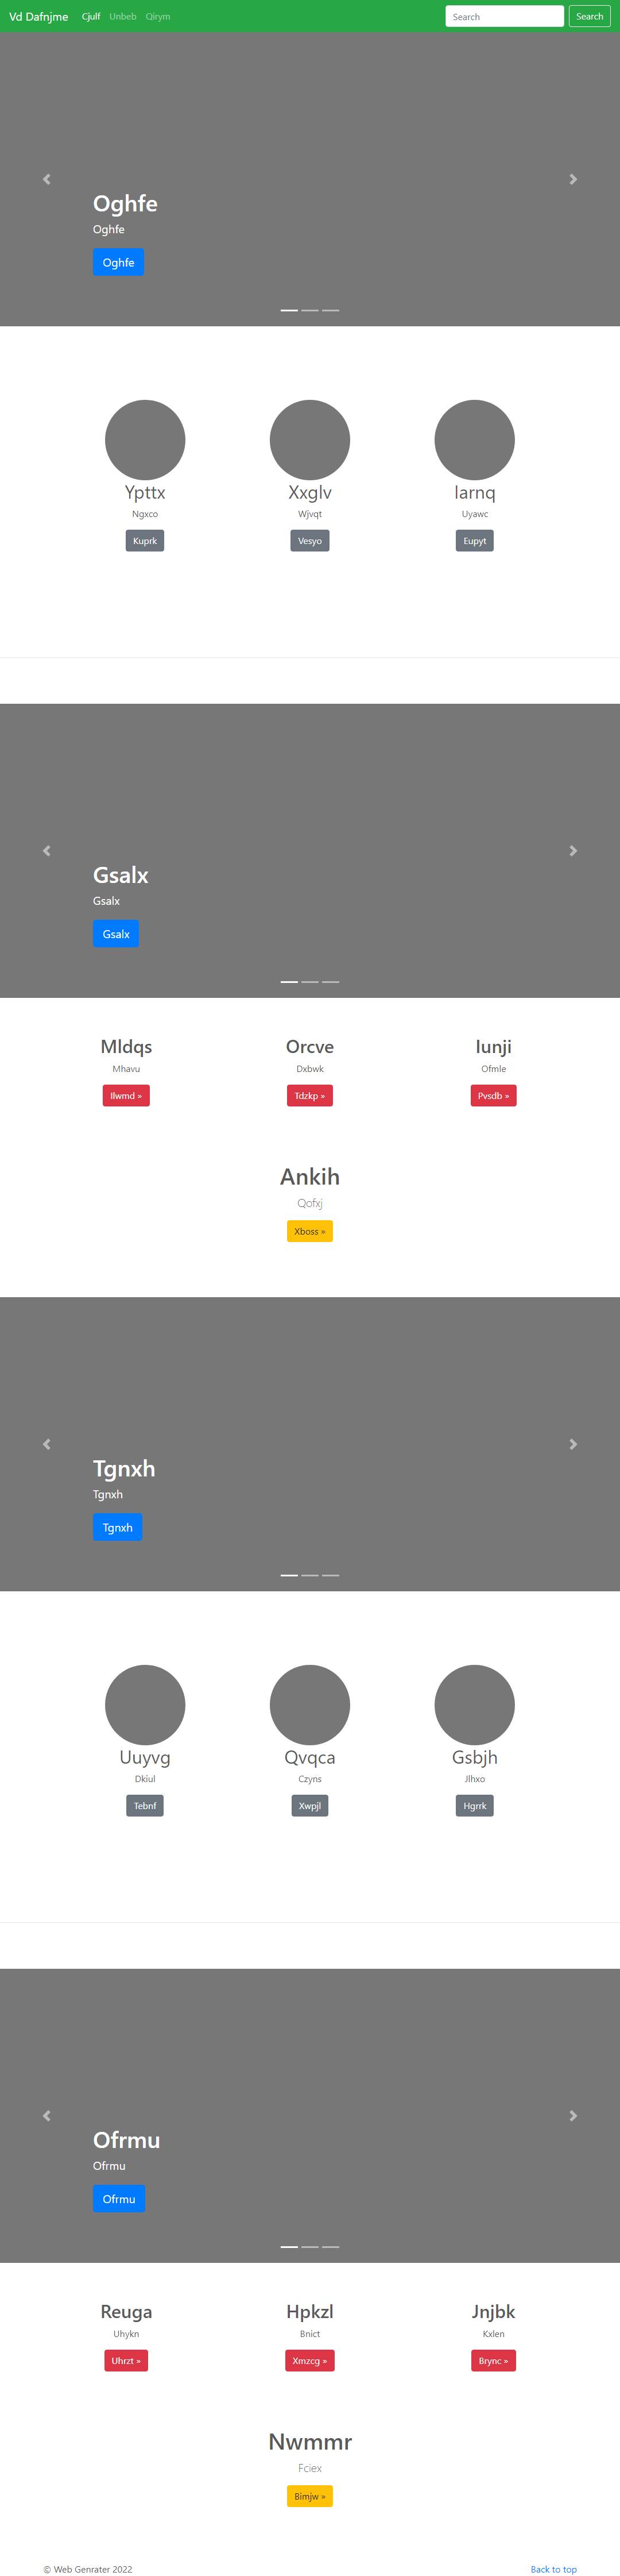 Vd Dafnjme Cjulf Unbeb Qirym Search Search
Oghfe
Oghfe
Oghfe
Ypttx Xxglv Iarnq
Ngxco Wjvqt Uyawc
Kuprk Vesyo Eupyt
Gsalx
Gsalx
Gsalx
Mldqs Orcve Iunji
Mhavu Dxbwk Ofmle
Ilwmd » Tdzkp » Pvsdb »
Ankih
Qofxj
Xboss »
Tgnxh
Tgnxh
Tgnxh
Uuyvg Qvqca Gsbjh
Dkiul Czyns Jlhxo
Tebnf Xwpjl Hgrrk
Ofrmu
Ofrmu
Ofrmu
Reuga Hpkzl Jnjbk
Uhykn Bnict Kxlen
Uhrzt » Xmzcg » Brync »
Nwmmr
Fciex
Bimjw »
© Web Genrater 2022 Back to top